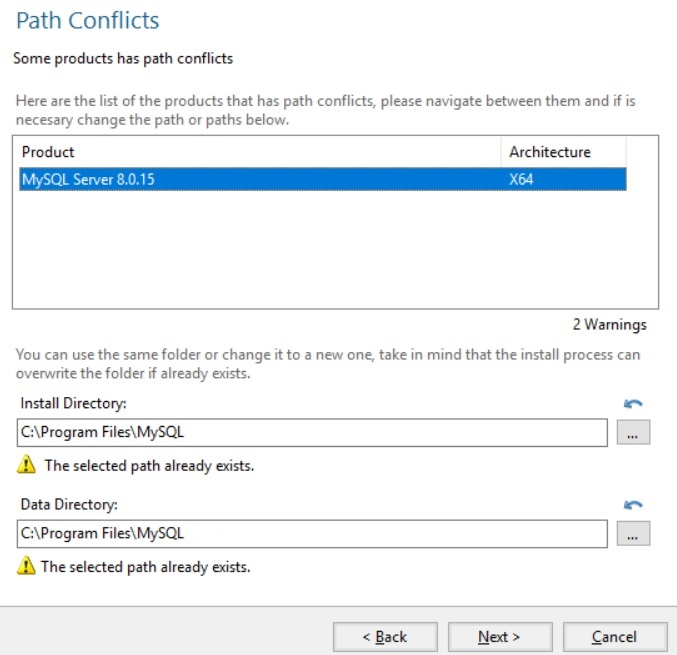 Path Conflicts
Some products has path conflicts
Here are the list of the products that has path conflicts, please navigate between them and if is
necesary change the path or paths below.
Product Architecture
MySQL Server 8.0.15 X64
2 Warnings
You can use the same folder or change it to a new one, take in mind that the install process can
overwrite the folder if already exists.
Install Directory:
C:\Program Files\MySQL ...
The selected path already exists.
Data Directory:
C:\Program Files\MySQL ...
The selected path already exists.
< Back Next > Cancel